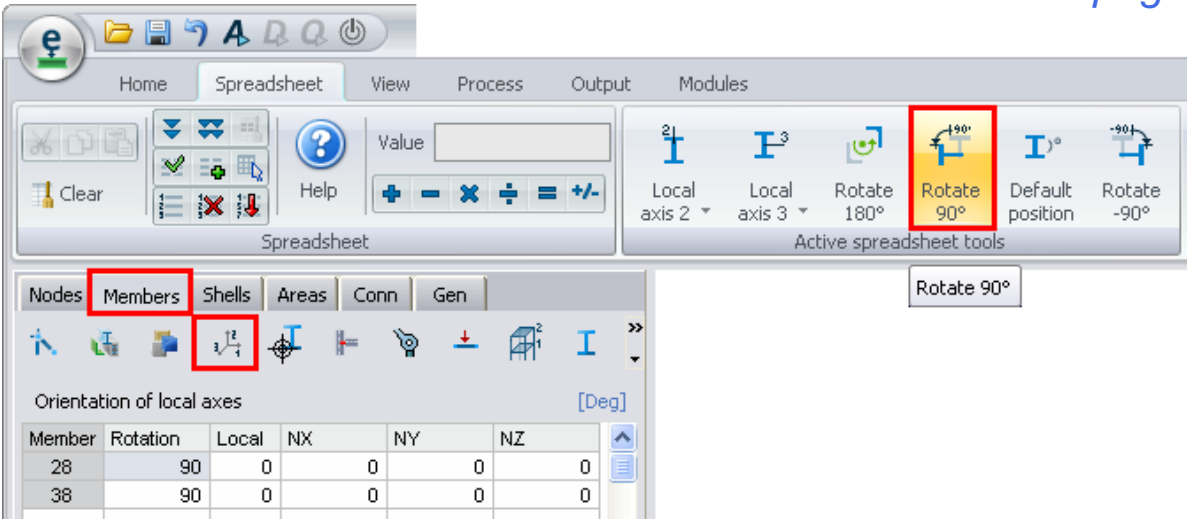 Home Spreadsheet View Process Output Modules
Value
Clear
Help
Local axis 2
Local axis 3
Rotate 180°
Rotate 90°
Default position
Rotate -90°
Spreadsheet
Active spreadsheet tools
Rotate 90°
Nodes Members Shells Areas Conn Gen
Orientation of local axes [Deg]
Member Rotation Local NX NY NZ
28 90 0 0 0 0
38 90 0 0 0 0